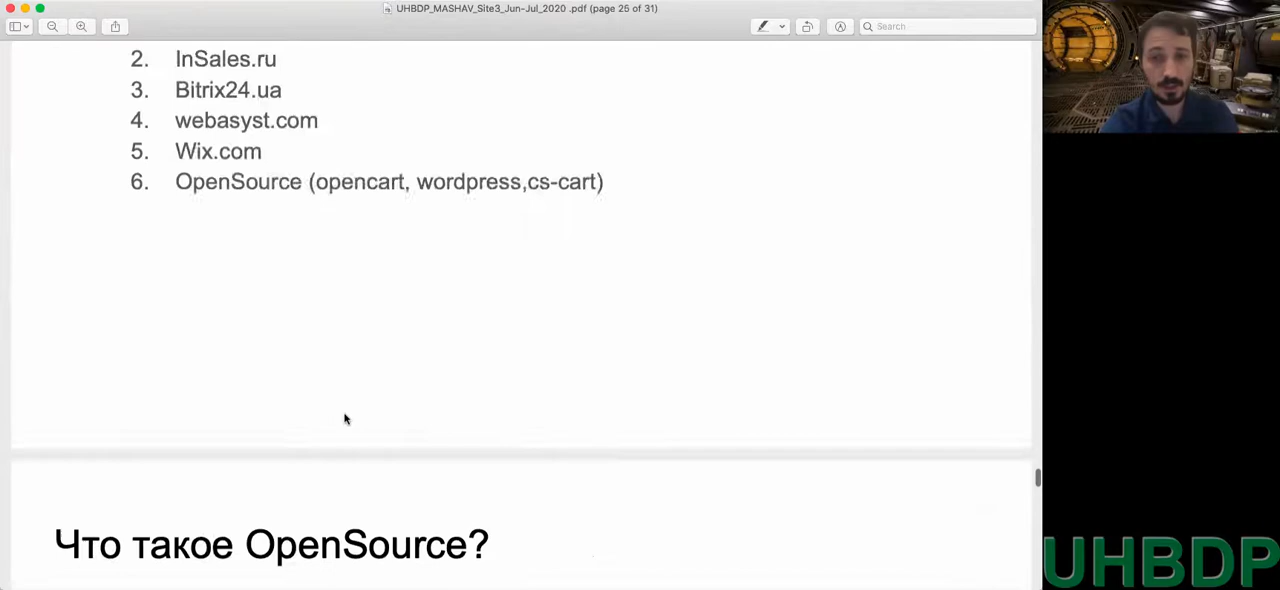 UHBDP_MASHAV_Site3_Jun-Jul_2020 .pdf (page 25 of 31)
Search
2. InSales.ru
3. Bitrix24.ua
4. webasyst.com
5. Wix.com
6. OpenSource (opencart, wordpress,cs-cart)
Что такое OpenSource?
UHBDP